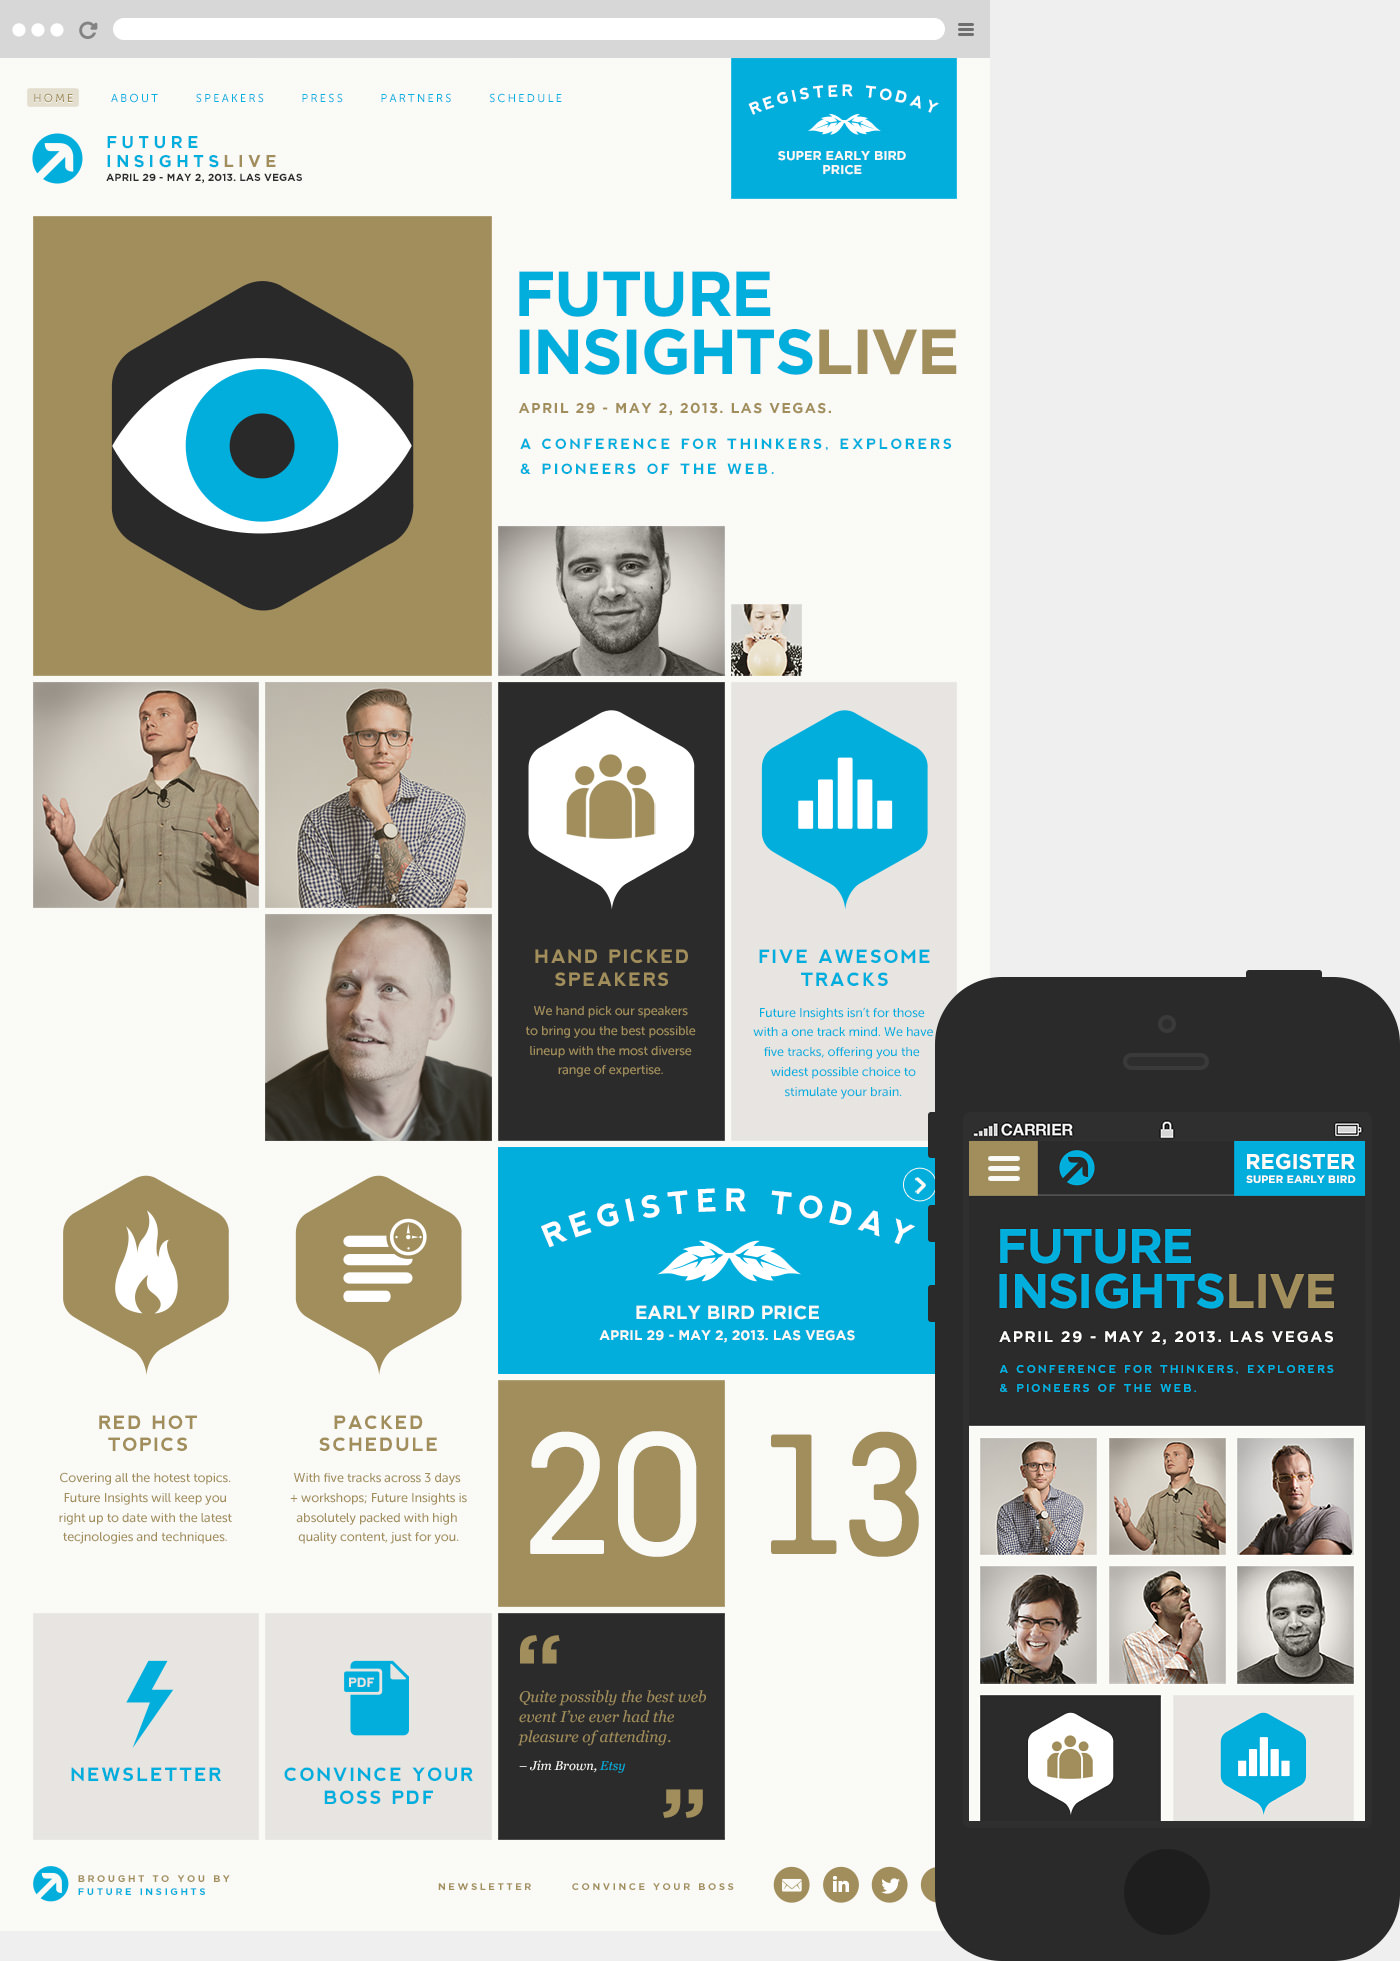 HOME ABOUT SPEAKERS PRESS PARTNERS SCHEDULE
REGISTER TODAY
SUPER EARLY BIRD
PRICE
FUTURE
INSIGHTSLIVE
APRIL 29 - MAY 2, 2013. LAS VEGAS
FUTURE
INSIGHTSLIVE
APRIL 29 - MAY 2, 2013. LAS VEGAS.
A CONFERENCE FOR THINKERS, EXPLORERS
& PIONEERS OF THE WEB.
HAND PICKED
SPEAKERS
We hand pick our speakers
to bring you the best possible
lineup with the most diverse
range of expertise.
FIVE AWESOME
TRACKS
Future Insights isn't for those
with a one track mind. We have
five tracks, offering you the
widest possible choice to
stimulate your brain.
REGISTER TODAY
EARLY BIRD PRICE
APRIL 29 - MAY 2, 2013. LAS VEGAS
RED HOT
TOPICS
Covering all the hotest topics.
Future Insights will keep you
right up to date with the latest
tecjnologies and techniques.
PACKED
SCHEDULE
With five tracks across 3 days
+ workshops; Future Insights is
absolutely packed with high
quality content, just for you.
2013
NEWSLETTER
PDF
CONVINCE YOUR
BOSS PDF
“
Quite possibly the best web
event I've ever had the
pleasure of attending.
– Jim Brown, Etsy
”
BROUGHT TO YOU BY
FUTURE INSIGHTS
NEWSLETTER CONVINCE YOUR BOSS
in
CARRIER
REGISTER
SUPER EARLY BIRD
FUTURE
INSIGHTSLIVE
APRIL 29 - MAY 2, 2013. LAS VEGAS
A CONFERENCE FOR THINKERS, EXPLORERS
& PIONEERS OF THE WEB.